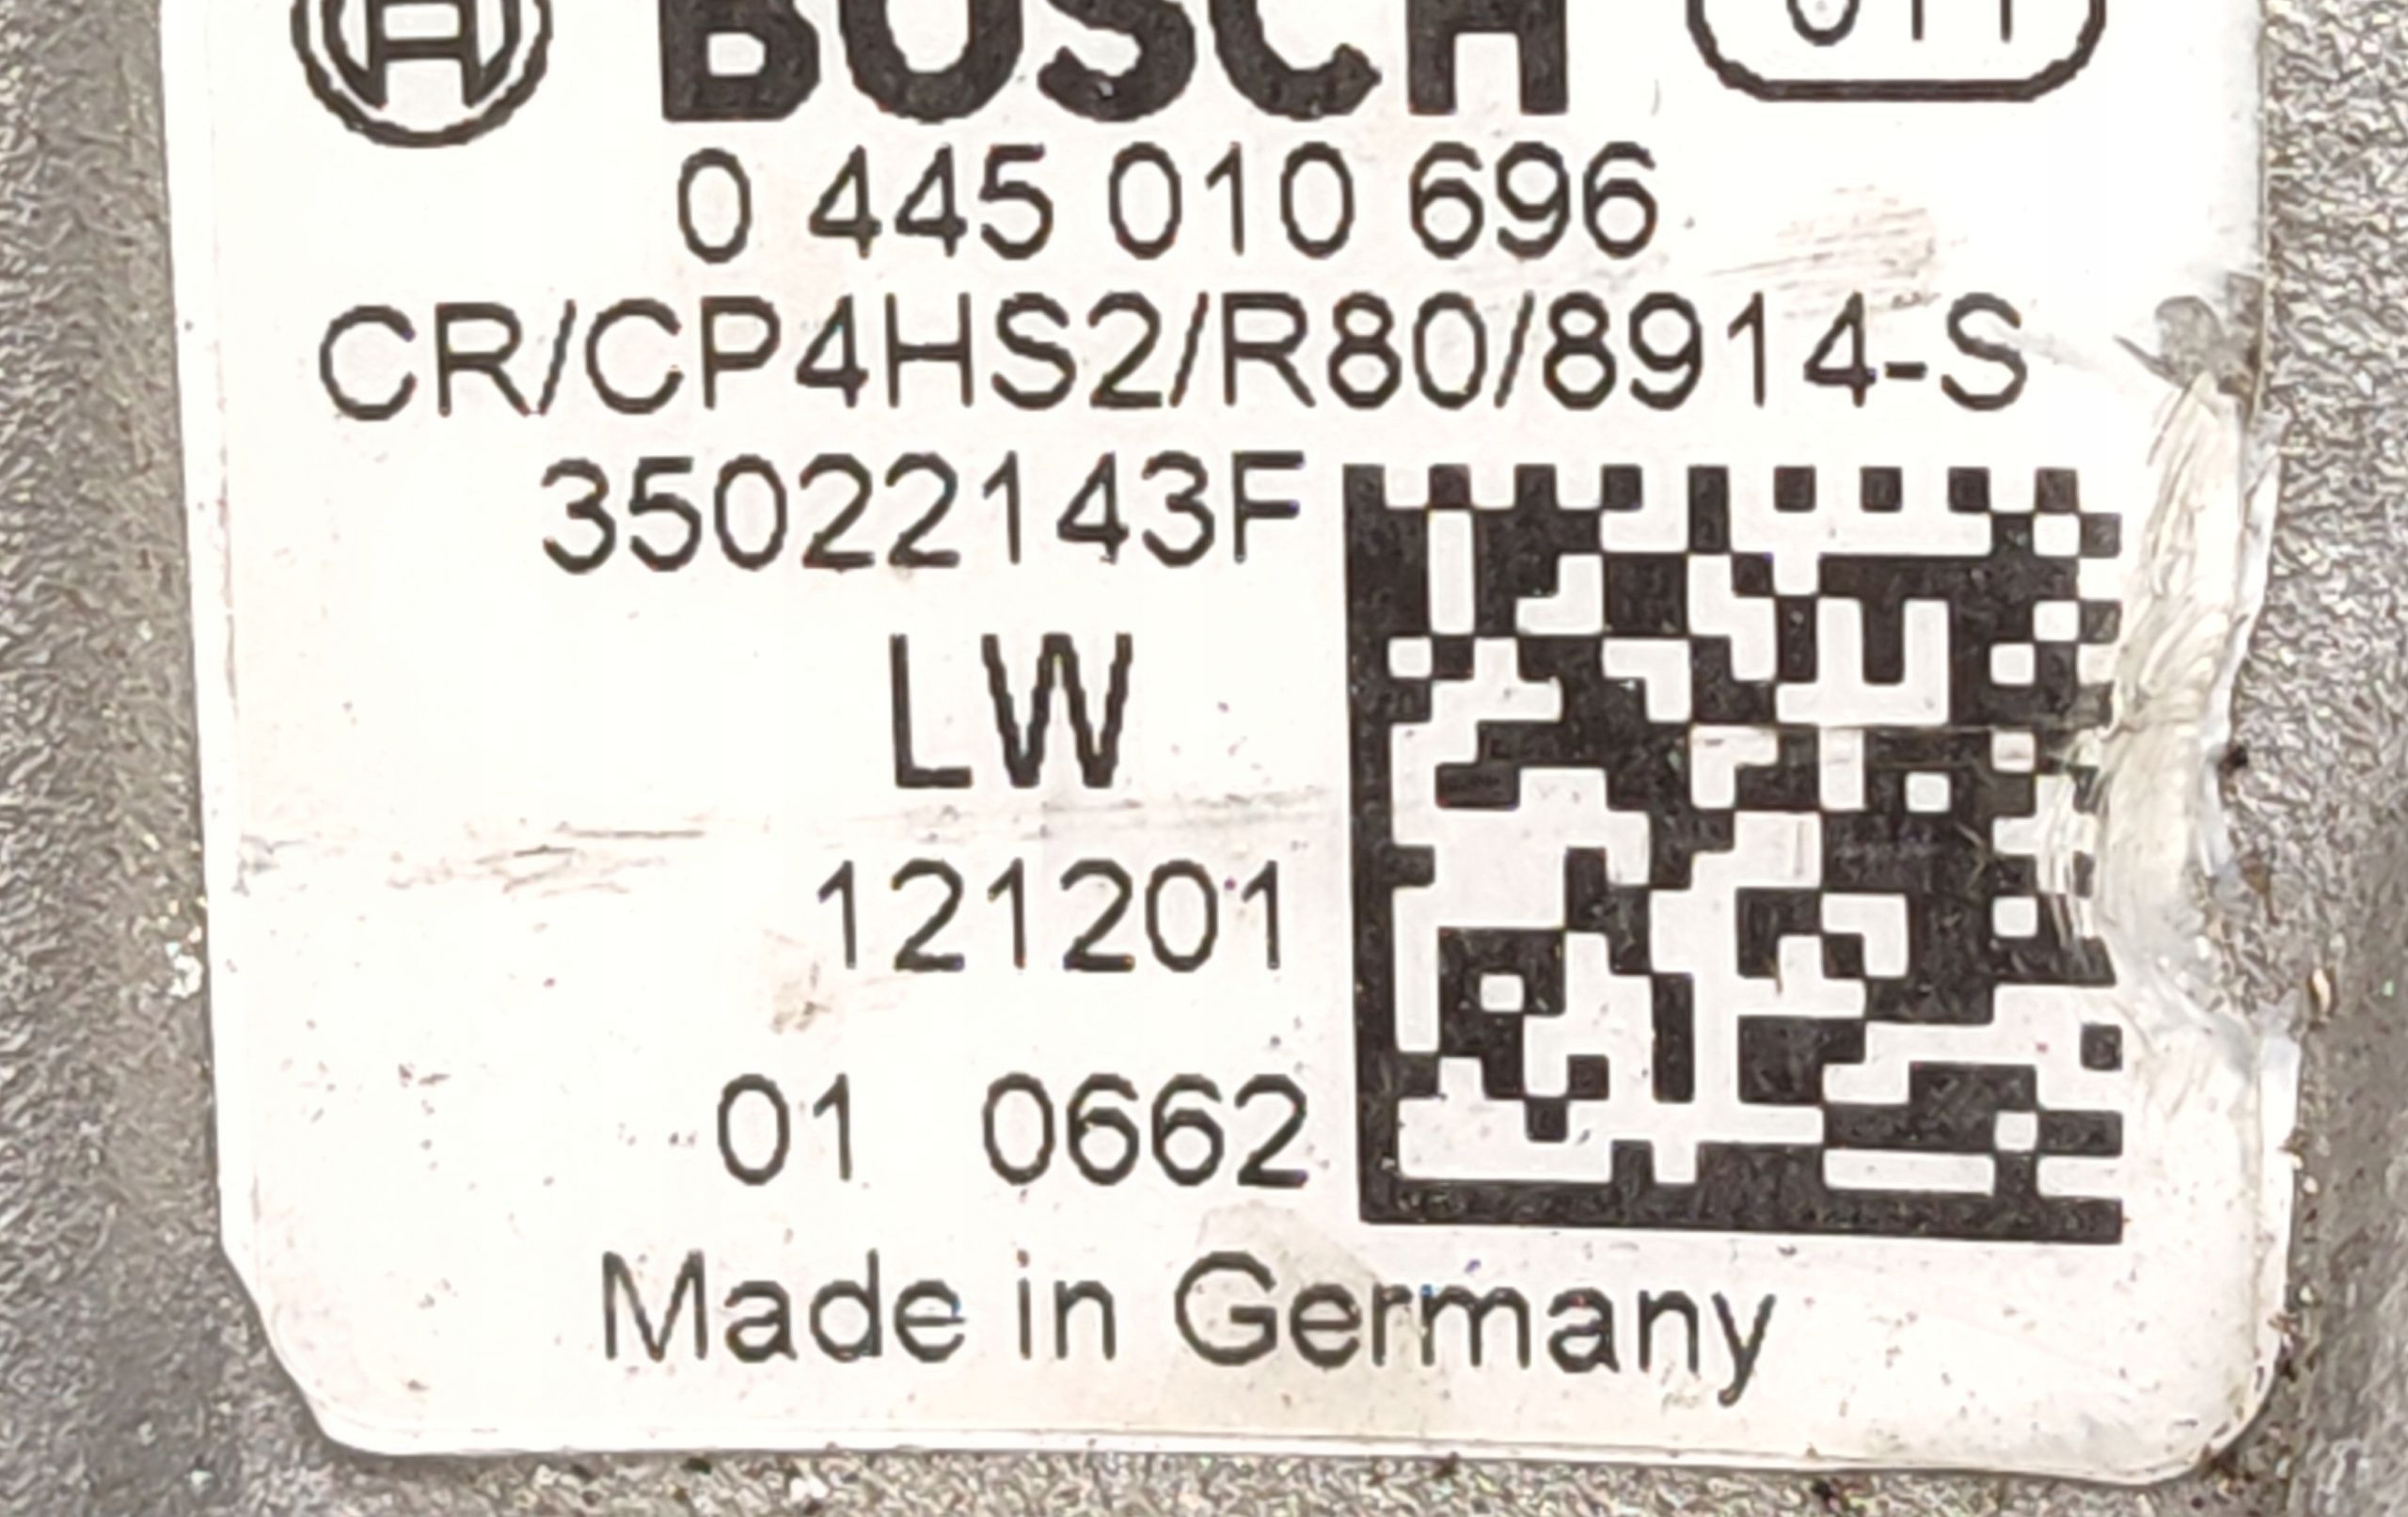 BOSCH
0 445 010 696
CR/CP4HS2/R80/8914-S
35022143F
LW
121201
01 0662
Made in Germany